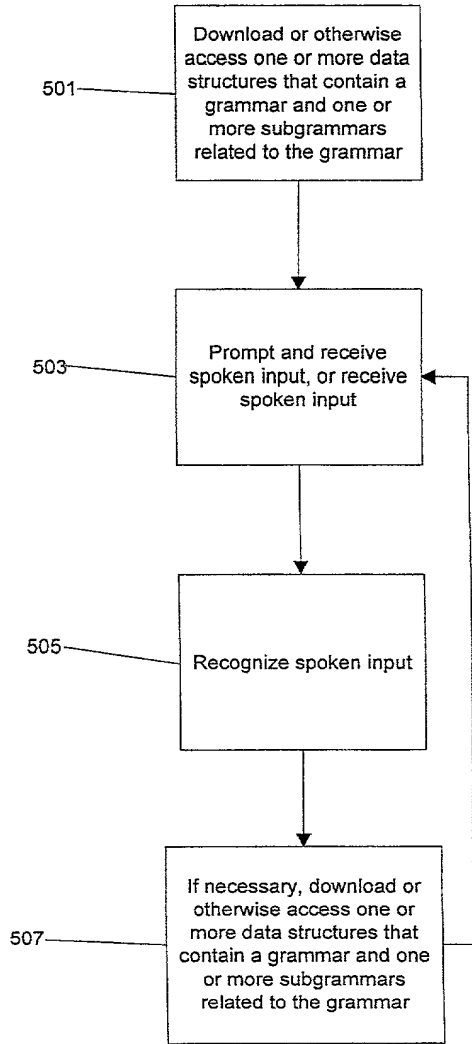 Download or otherwise
access one or more data
structures that contain a
grammar and one or
more subgrammars
related to the grammar
501
Prompt and receive
spoken input, or receive
spoken input
503
Recognize spoken input
505
If necessary, download or
otherwise access one or
more data structures that
contain a grammar and one
or more subgrammars
related to the grammar
507